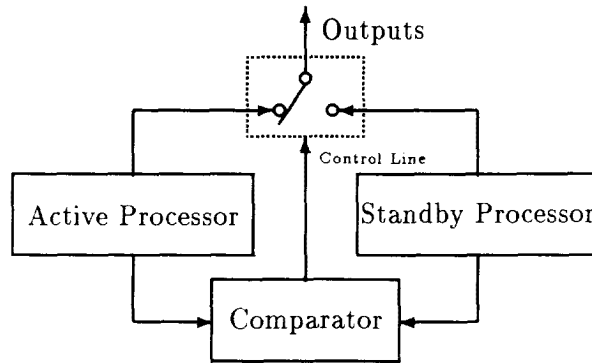 Outputs
Control Line
Active Processor
Standby Processor
Comparator